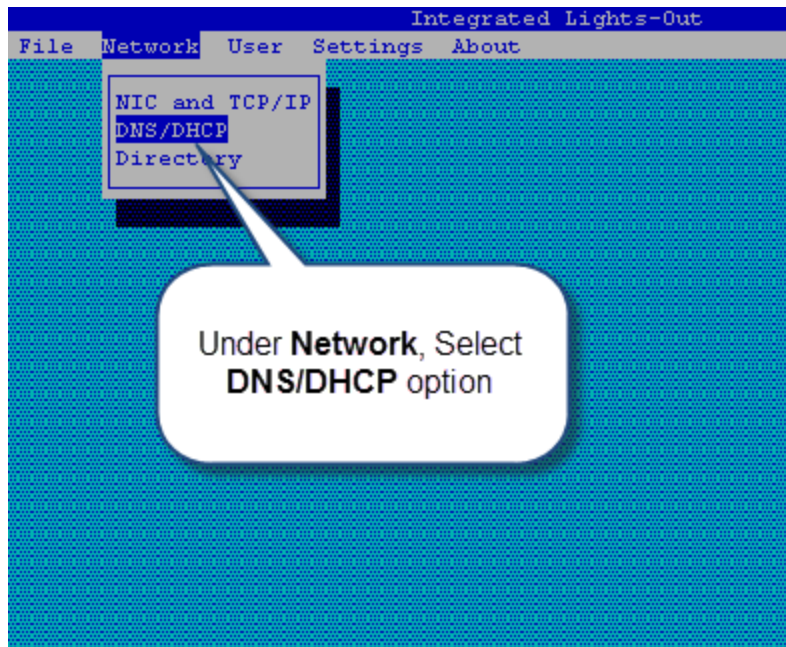 Integrated Lights-Out
File Network User Settings About
NIC and TCP/IP
DNS/DHCP
Directory
Under Network, Select
DNS/DHCP option